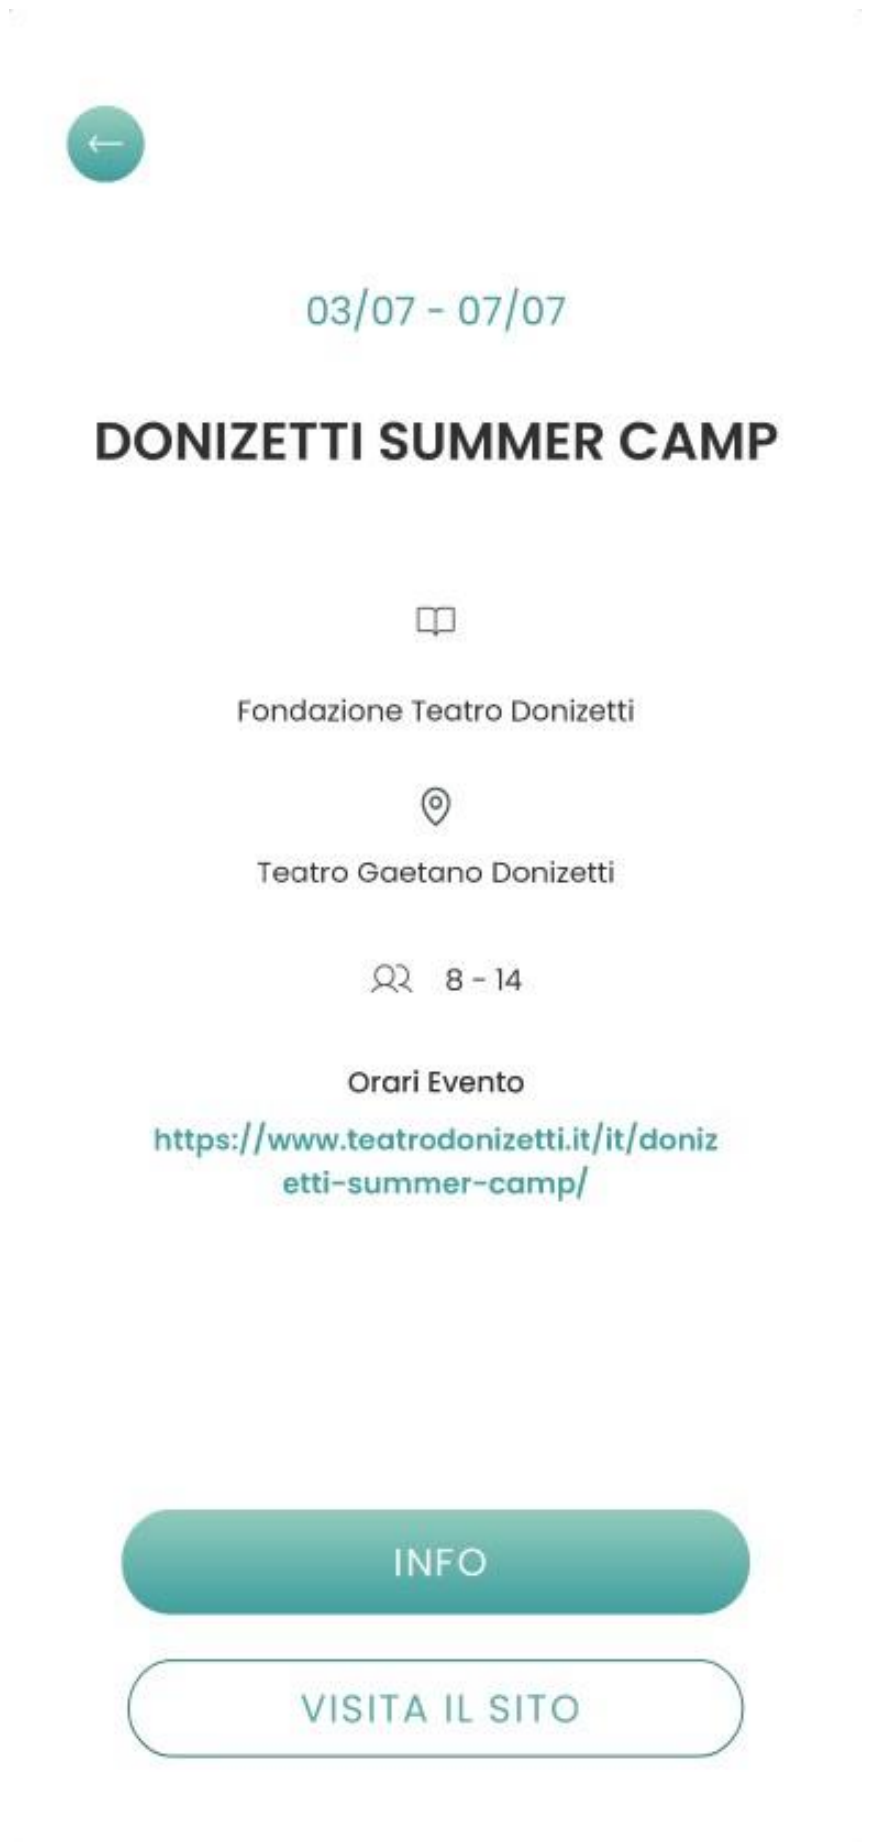 03/07 - 07/07
DONIZETTI SUMMER CAMP
Fondazione Teatro Donizetti
Teatro Gaetano Donizetti
8 - 14
Orari Evento
https://www.teatrodonizetti.it/it/doniz
etti-summer-camp/
INFO
VISITA IL SITO